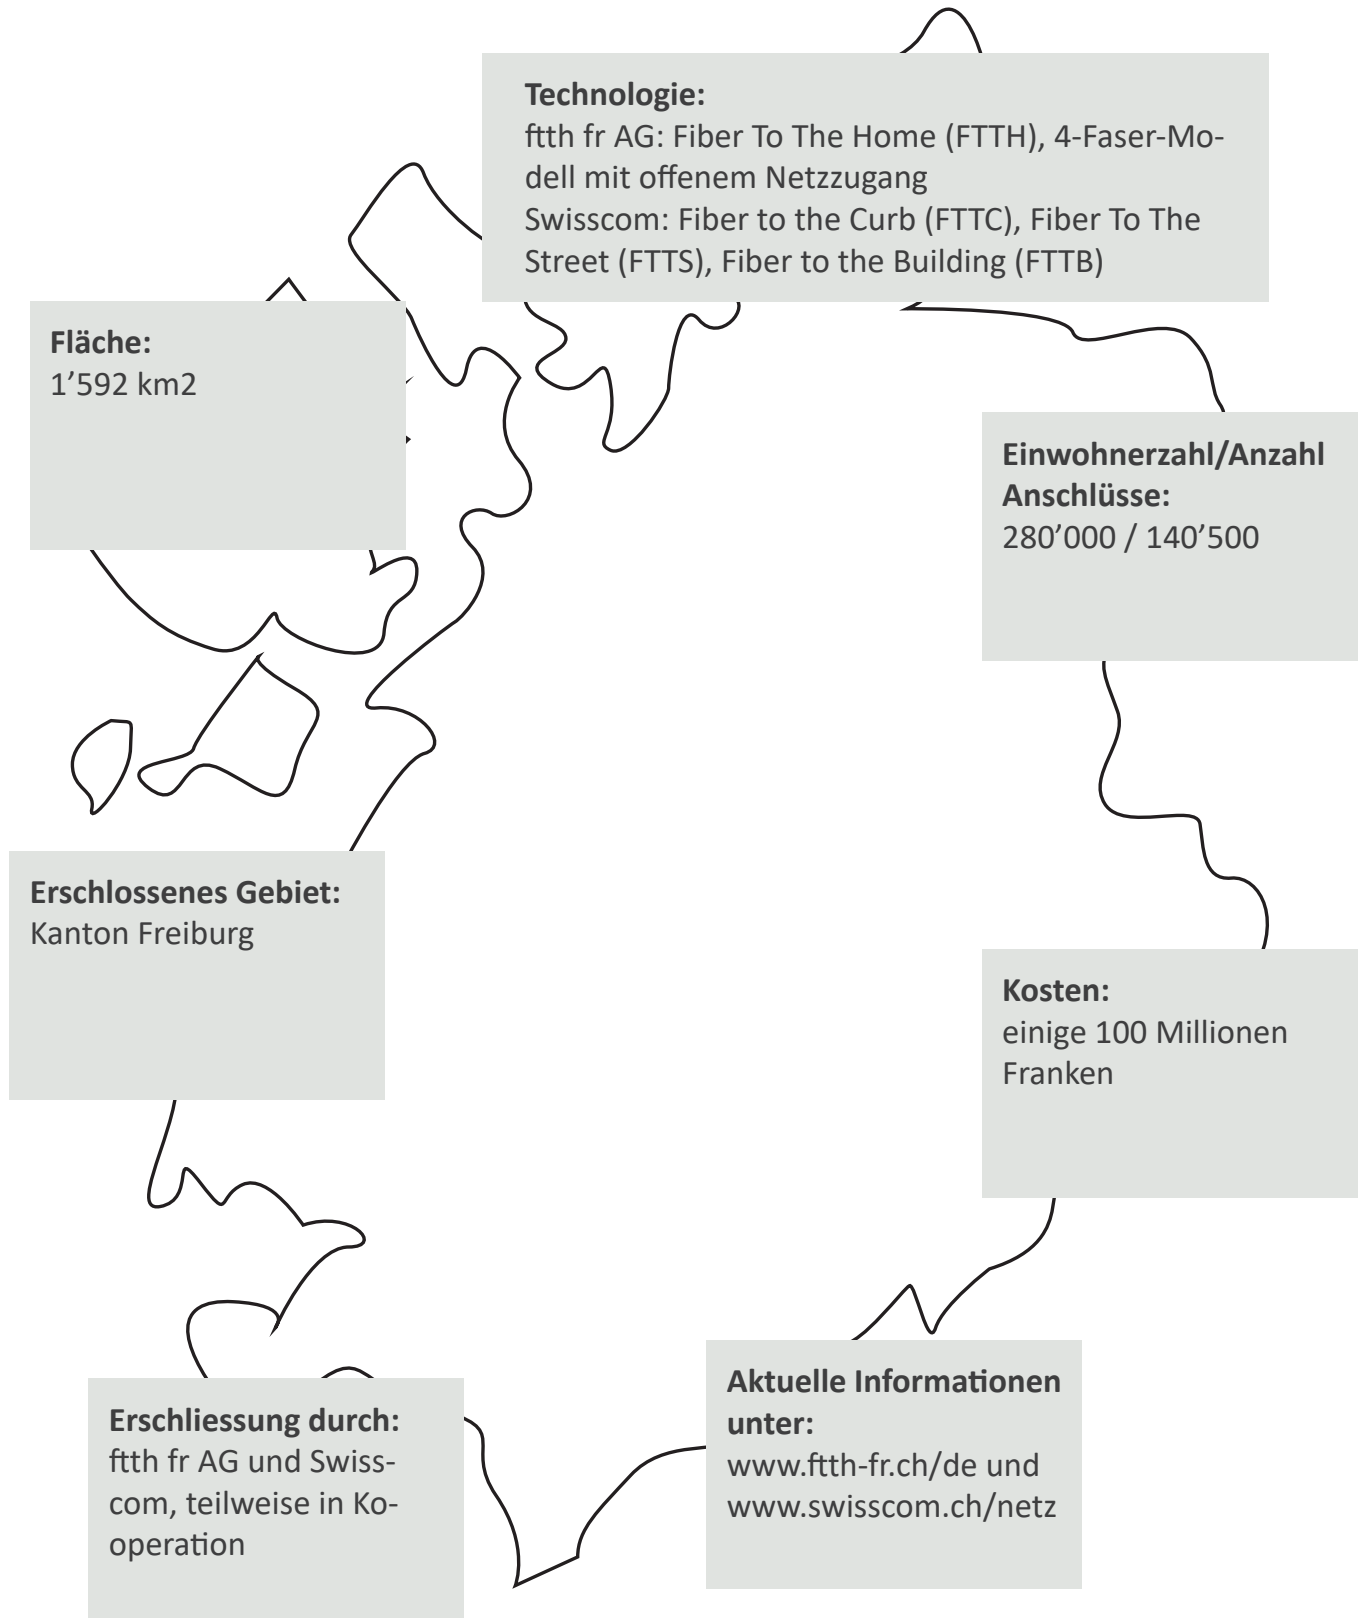 Technologie:
ftth fr AG: Fiber To The Home (FTTH), 4-Faser-Mo-
dell mit offenem Netzzugang
Swisscom: Fiber to the Curb (FTTC), Fiber To The
Street (FTTS), Fiber to the Building (FTTB)
Fläche:
1’592 km2
Einwohnerzahl/Anzahl
Anschlüsse:
280’000 / 140’500
Erschlossenes Gebiet:
Kanton Freiburg
Kosten:
einige 100 Millionen
Franken
Erschliessung durch:
ftth fr AG und Swiss-
com, teilweise in Ko-
operation
Aktuelle Informationen
unter:
www.ftth-fr.ch/de und
www.swisscom.ch/netz